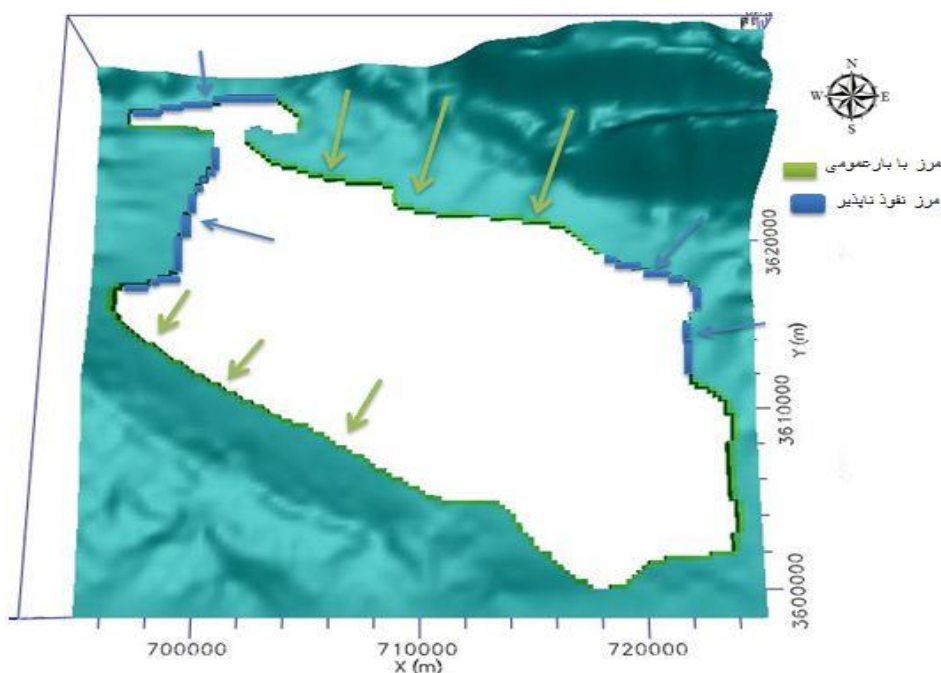 N
W E
S
مرز با بارعمومی
مرز نفوذ ناپذیر
3620000
3610000
3600000
Y (m)
700000 710000 720000
X (m)